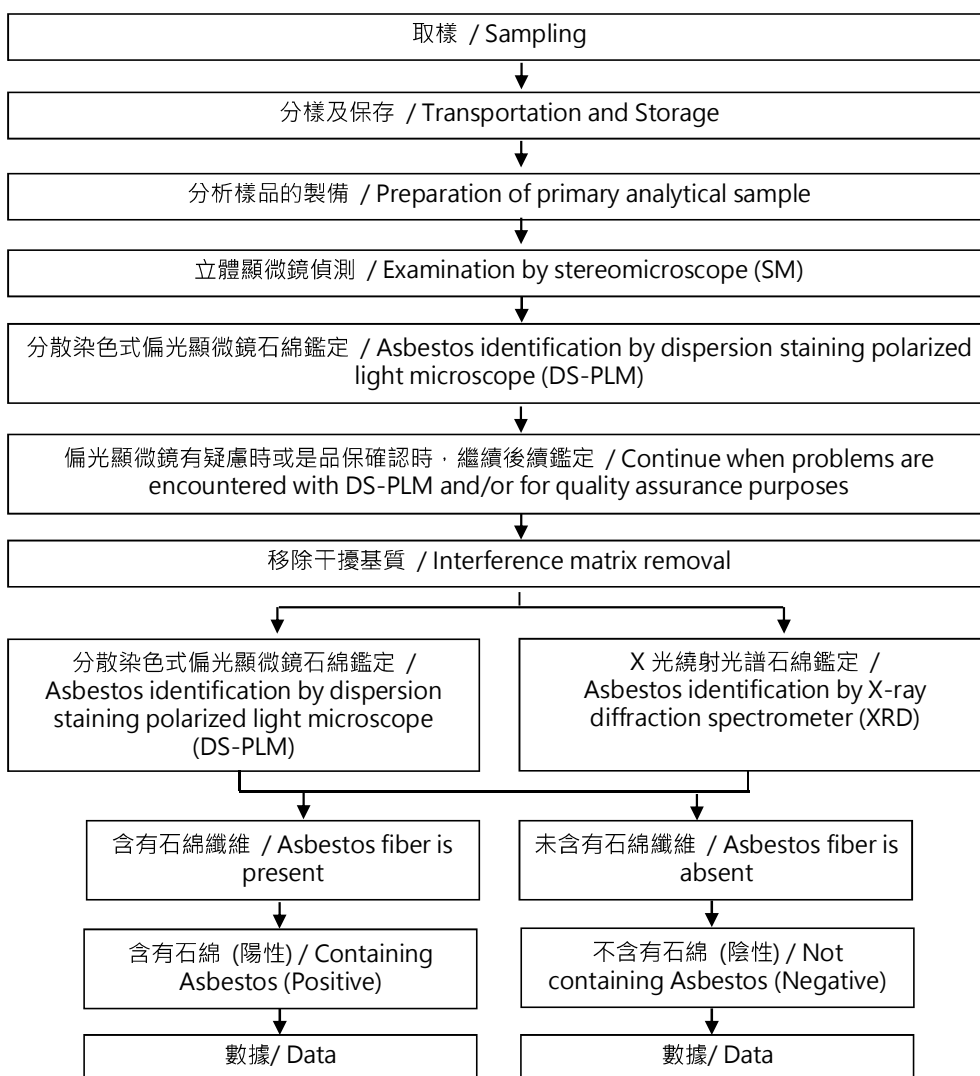 取樣 / Sampling
分樣及保存 / Transportation and Storage
分析樣品的製備 / Preparation of primary analytical sample
立體顯微鏡偵測 / Examination by stereomicroscope (SM)
分散染色式偏光顯微鏡石綿鑑定 / Asbestos identification by dispersion staining polarized
light microscope (DS-PLM)
偏光顯微鏡有疑慮時或是品保確認時，繼續後續鑑定 / Continue when problems are
encountered with DS-PLM and/or for quality assurance purposes
移除干擾基質 / Interference matrix removal
分散染色式偏光顯微鏡石綿鑑定 /
Asbestos identification by dispersion
staining polarized light microscope
(DS-PLM)
X 光繞射光譜石綿鑑定 /
Asbestos identification by X-ray
diffraction spectrometer (XRD)
含有石綿纖維 / Asbestos fiber is
present
未含有石綿纖維 / Asbestos fiber is
absent
含有石綿 (陽性) / Containing
Asbestos (Positive)
不含有石綿 (陰性) / Not
containing Asbestos (Negative)
數據/ Data
數據/ Data